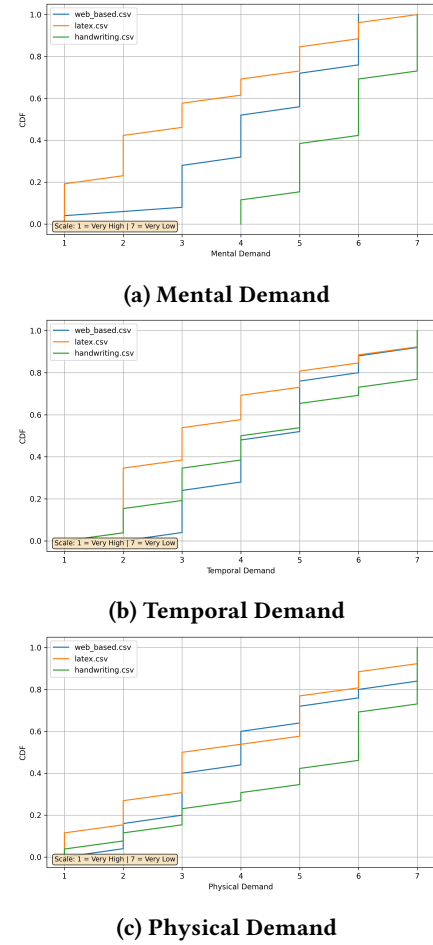 1.0
0.8
0.6
0.4
0.2
0.0
CDF
web_based.csv
latex.csv
handwriting.csv
Scale: 1 = Very High | 7 = Very Low
1 2 3 4 5 6 7
Mental Demand
(a) Mental Demand
1.0
0.8
0.6
0.4
0.2
0.0
CDF
web_based.csv
latex.csv
handwriting.csv
Scale: 1 = Very High | 7 = Very Low
1 2 3 4 5 6 7
Temporal Demand
(b) Temporal Demand
1.0
0.8
0.6
0.4
0.2
0.0
CDF
web_based.csv
latex.csv
handwriting.csv
Scale: 1 = Very High | 7 = Very Low
1 2 3 4 5 6 7
Physical Demand
(c) Physical Demand